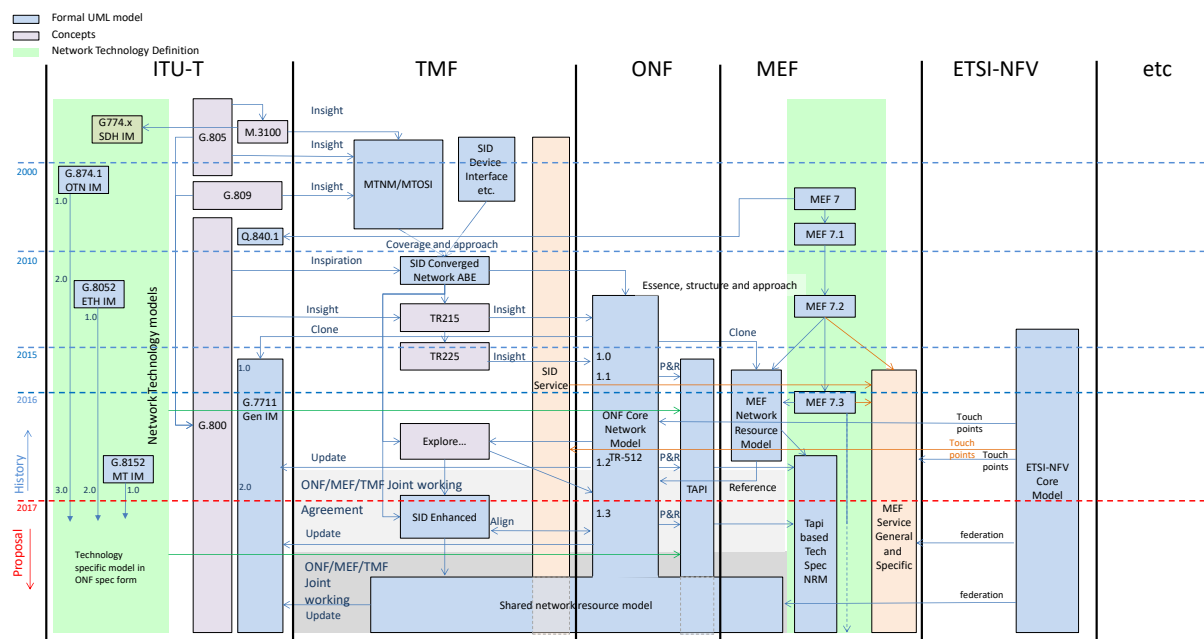 Formal UML model
Concepts
Network Technology Definition
ITU-T
TMF
ONF
MEF
ETSI-NFV
etc
G774.x
SDH IM
G.805
M.3100
Insight
Insight
SID
Device
Interface
etc.
2000
G.874.1
OTN IM
1.0
G.809
Insight
MTNM/MTOSI
MEF 7
Q.840.1
MEF 7.1
Coverage and approach
2010
Inspiration
SID Converged
Network ABE
2.0
G.8052
ETH IM
1.0
Essence, structure and approach
MEF 7.2
Insight
TR215
Insight
Clone
Clone
2015
Network Technology models
1.0
TR225
Insight
1.0
P&R
1.1
SID
Service
2016
G.7711
Gen IM
MEF
Network
Resource
Model
MEF 7.3
G.800
ONF Core
Network
Model
TR-512
Touch
points
History
Explore...
Touch
points
Touch
points
G.8152
MT IM
Update
1.2
P&R
ETSI-NFV
Core
Model
3.0
2.0
1.0
2.0
ONF/MEF/TMF Joint working
Agreement
TAPI
Reference
2017
SID Enhanced
Align
1.3
P&R
Tapi
based
Tech
Spec
NRM
MEF
Service
General
and
Specific
Proposal
Update
federation
Technology
specific model in
ONF spec form
ONF/MEF/TMF
Joint
working
Update
Shared network resource model
federation